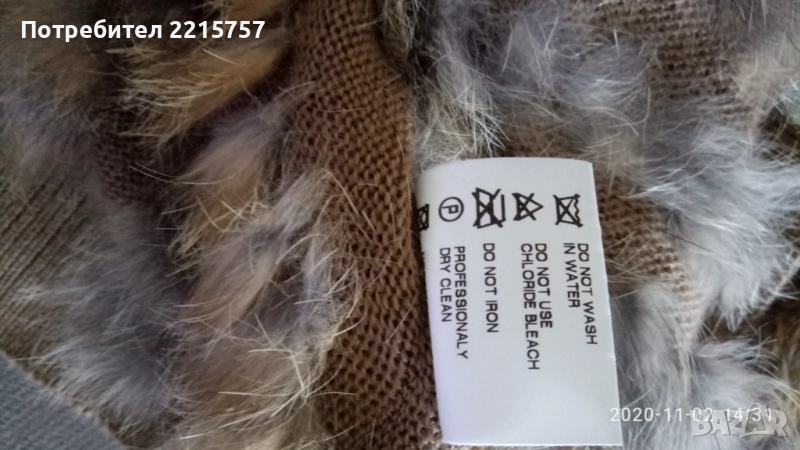 Потребител 2215757
DO NOT WASH
IN WATER
DO NOT USE
CHLORIDE BLEACH
DO NOT IRON
PROFESSIONALY
DRY CLEAN
P
2020-11-02 14:31
BAZAR